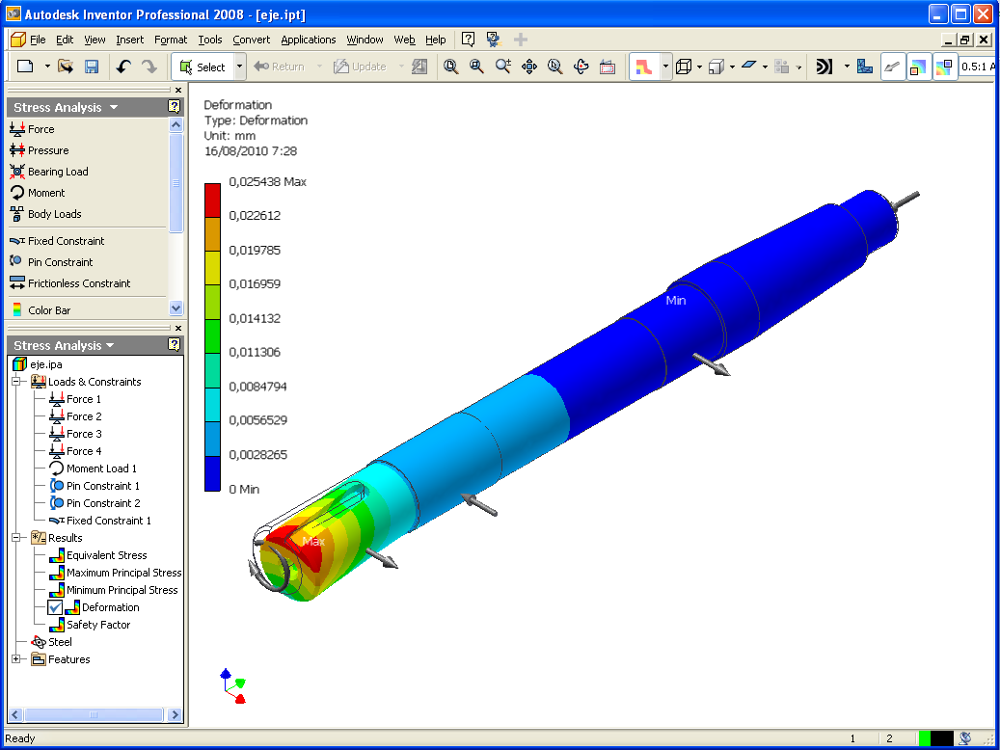 Autodesk Inventor Professional 2008 - [eje.ipt]
File Edit View Insert Format Tools Convert Applications Window Web Help
Select Return Update 0.5:1 A
Stress Analysis
Force
Pressure
Bearing Load
Moment
Body Loads
Fixed Constraint
Pin Constraint
Frictionless Constraint
Color Bar
Stress Analysis
eje.ipa
Loads & Constraints
Force 1
Force 2
Force 3
Force 4
Moment Load 1
Pin Constraint 1
Pin Constraint 2
Fixed Constraint 1
Results
Equivalent Stress
Maximum Principal Stress
Minimum Principal Stress
Deformation
Safety Factor
Steel
Features
Deformation
Type: Deformation
Unit: mm
16/08/2010 7:28
0,025438 Max
0,022612
0,019785
0,016959
0,014132
0,011306
0,0084794
0,0056529
0,0028265
0 Min
Min
Max
Ready
1 2